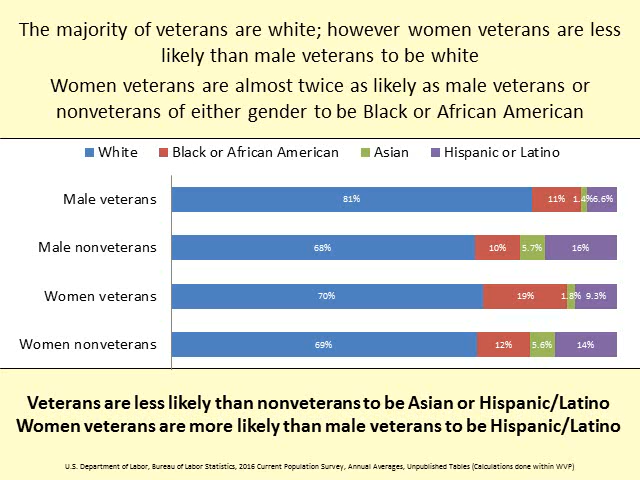 The majority of veterans are white; however women veterans are less
likely than male veterans to be white
Women veterans are almost twice as likely as male veterans or
nonveterans of either gender to be Black or African American
White Black or African American Asian Hispanic or Latino
Male veterans 81% 11% 1.4% 6.6%
Male nonveterans 68% 10% 5.7% 16%
Women veterans 70% 19% 1.8% 9.3%
Women nonveterans 69% 12% 5.6% 14%
Veterans are less likely than nonveterans to be Asian or Hispanic/Latino
Women veterans are more likely than male veterans to be Hispanic/Latino
U.S. Department of Labor, Bureau of Labor Statistics, 2016 Current Population Survey, Annual Averages, Unpublished Tables (Calculations done within WVP)